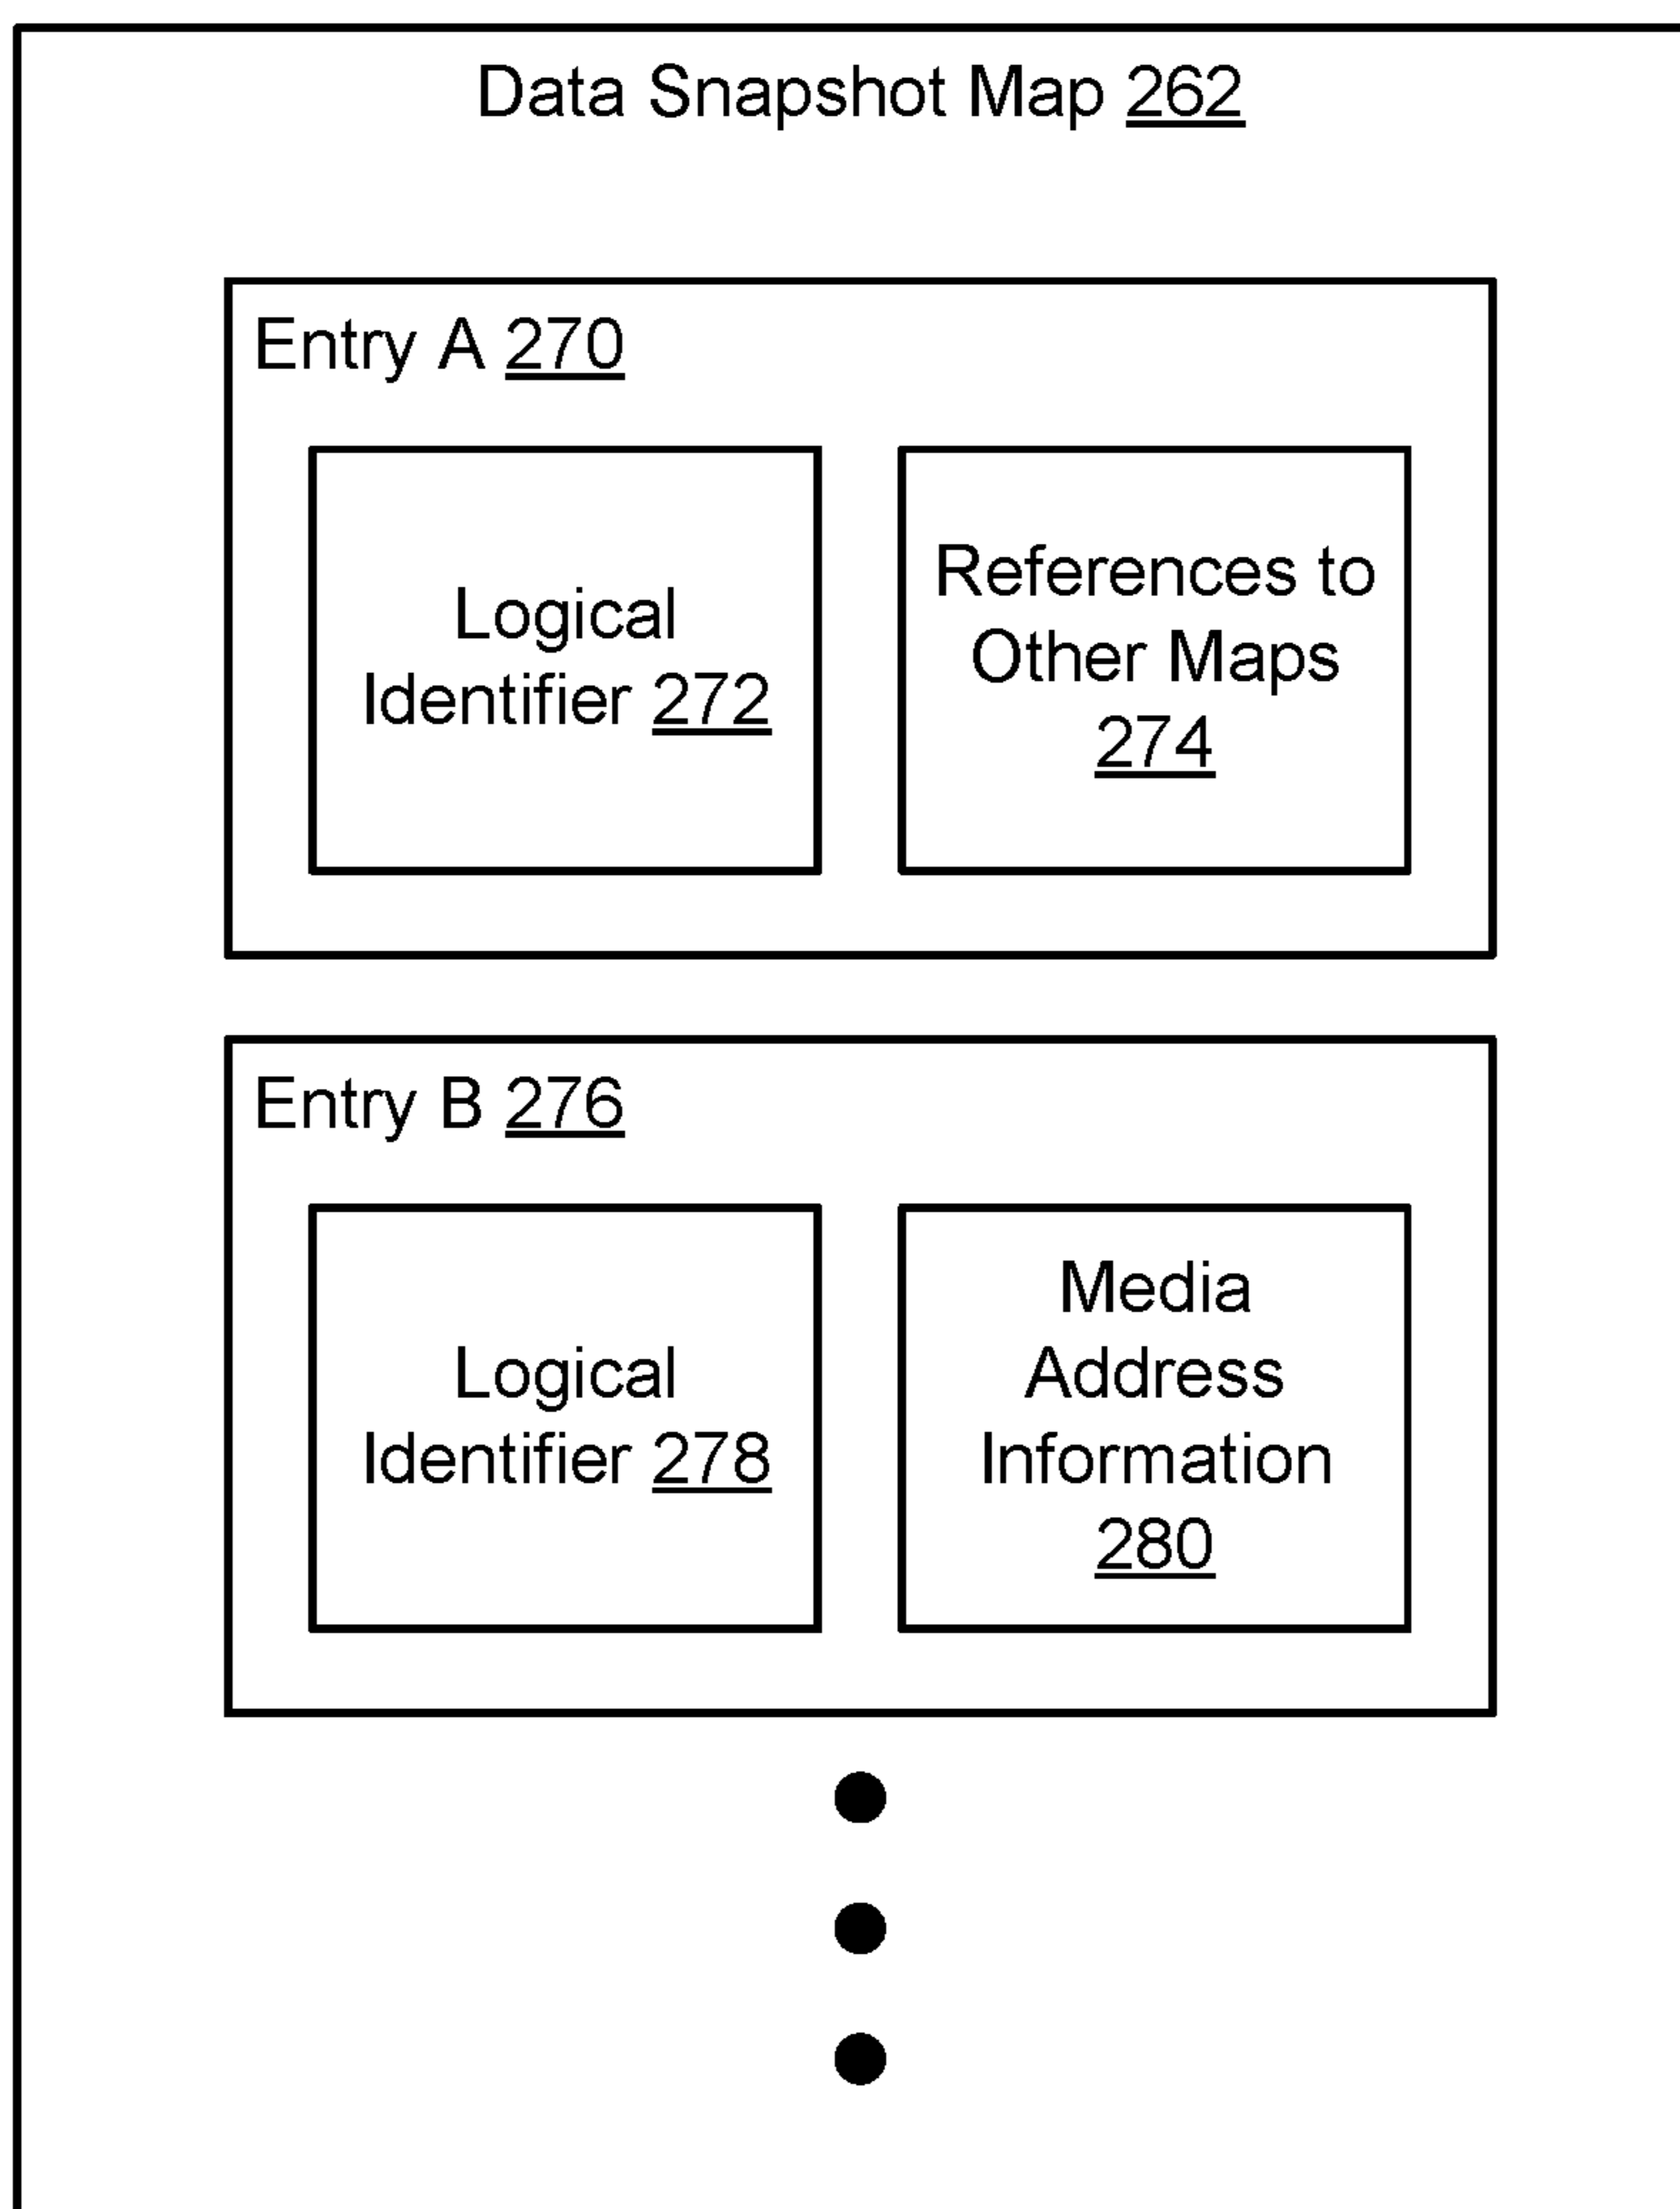 Data Snapshot Map 262
Entry A 270
Logical
Identifier 272
References to
Other Maps
274
Entry B 276
Logical
Identifier 278
Media
Address
Information
280